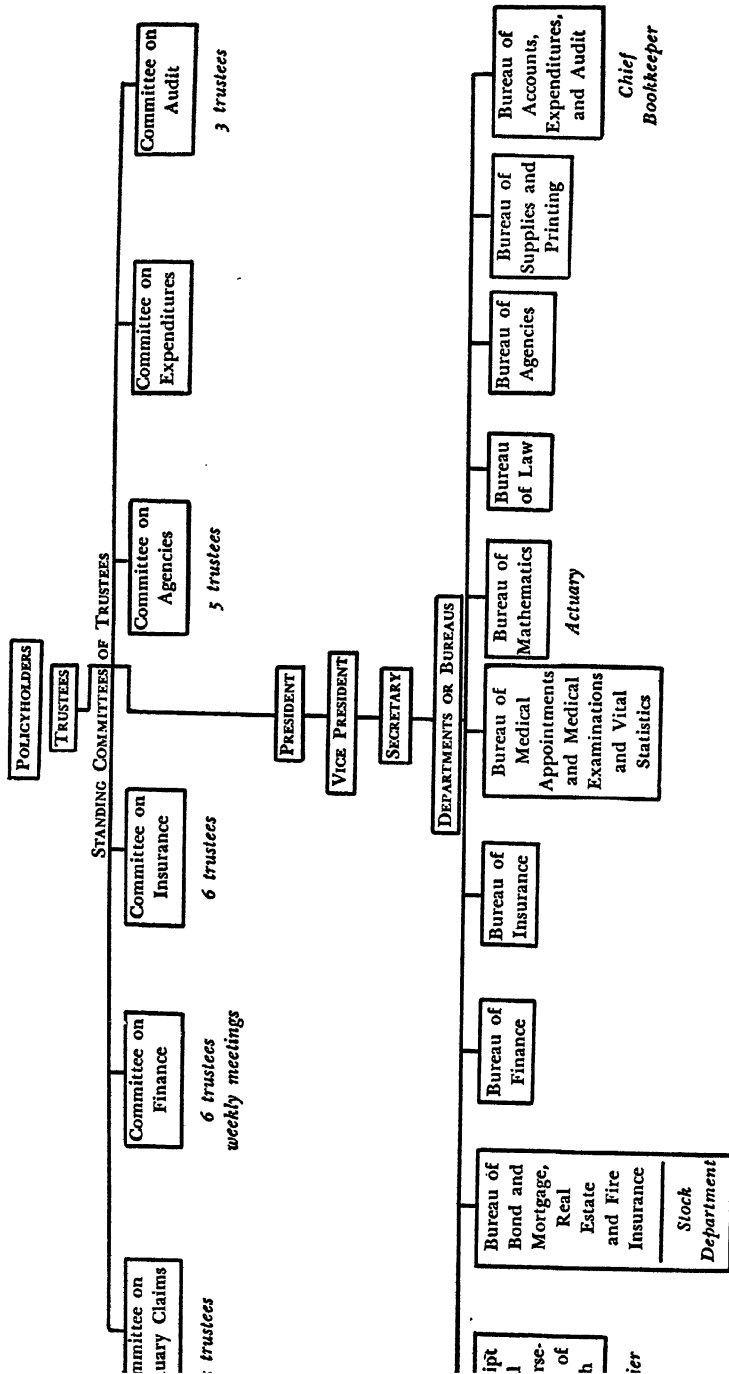 POLICYHOLDERS
TRUSTEES
STANDING COMMITTEES OF TRUSTEES
Claims
trustees
Committee on
Finance
6 trustees
weekly meetings
Committee on
Insurance
6 trustees
Committee on
Agencies
5 trustees
Committee on
Expenditures
Committee on
Audit
3 trustees
PRESIDENT
VICE PRESIDENT
SECRETARY
DEPARTMENTS OR BUREAUS
of
Bureau of
Bond and
Mortgage,
Real
Estate
and Fire
Insurance
Stock
Department
Bureau of
Finance
Bureau of
Insurance
Bureau of
Medical
Appointments
and Medical
Examinations
and Vital
Statistics
Bureau of
Mathematics
Actuary
Bureau
of Law
Bureau of
Agencies
Bureau of
Supplies and
Printing
Bureau of
Accounts,
Expenditures,
and Audit
Chief
Bookkeeper